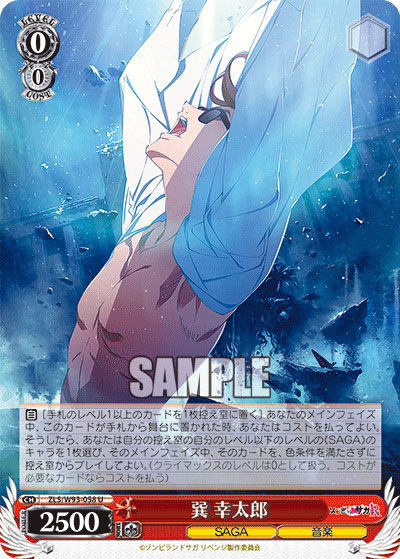 LEVEL
0
0
COST
SAMPLE
自 [手札のレベル1以上のカードを1枚控え室に置く] あなたのメインフェイズ
中、このカードが手札から舞台に置かれた時、あなたはコストを払ってよい。
そうしたら、あなたは自分の控え室の自分のレベル以下のレベルの《SAGA》の
キャラを1枚選び、そのメインフェイズ中、そのカードを、色条件を満たさずに
控え室からプレイしてよい。（クライマックスのレベルは0として扱う。コストが
必要なカードならコストを払う）
CH ZLS/W93-058 U
2500
巽 幸太郎
SAGA
音楽
©ゾンビランドサガ リベンジ製作委員会